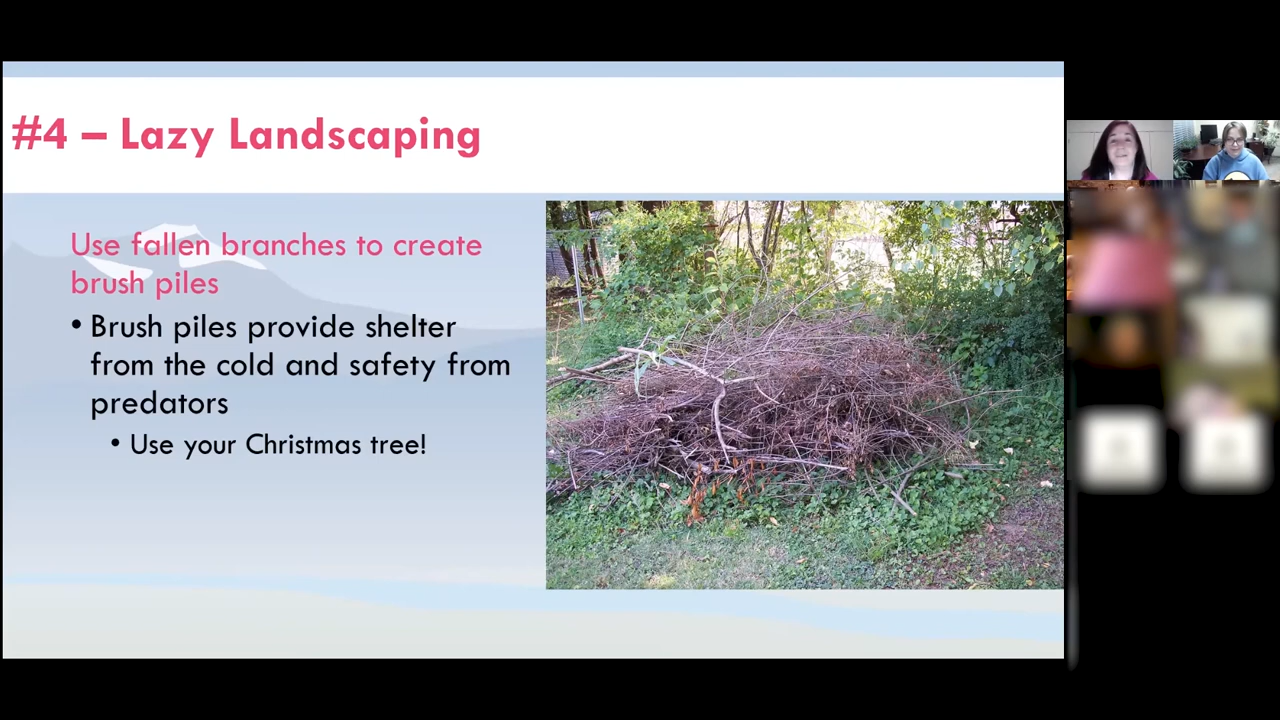 #4 – Lazy Landscaping
Use fallen branches to create
brush piles
• Brush piles provide shelter
from the cold and safety from
predators
• Use your Christmas tree!